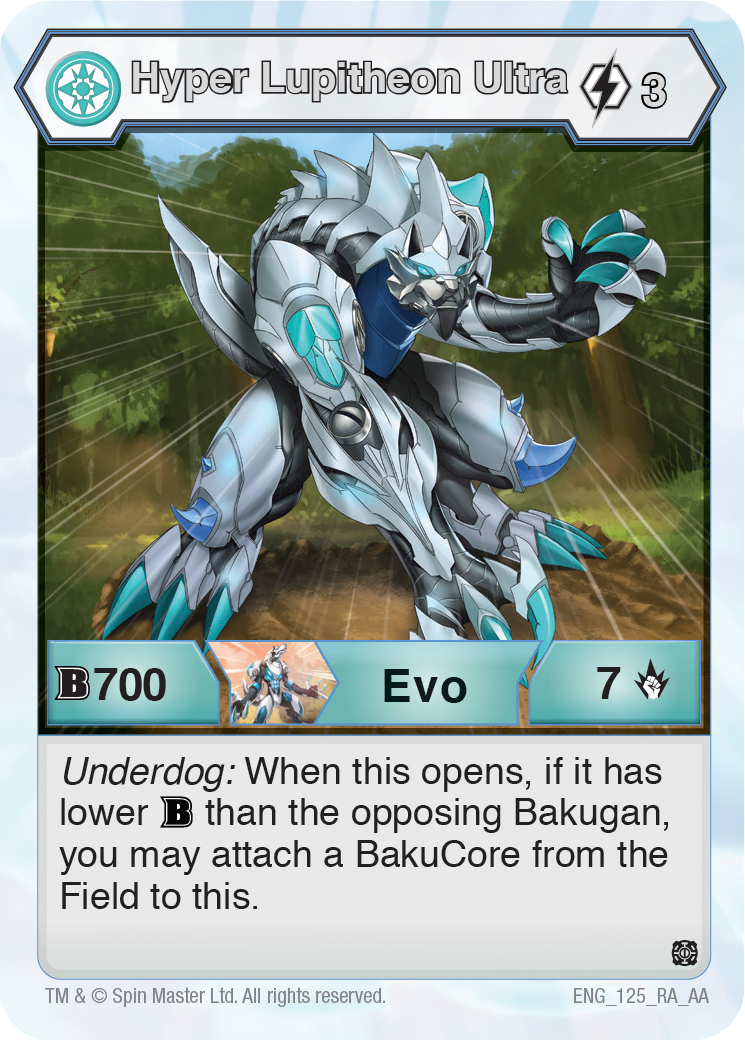 Hyper Lupitheon Ultra 3
B700 Evo 7
Underdog: When this opens, if it has
lower B than the opposing Bakugan,
you may attach a BakuCore from the
Field to this.
TM & © Spin Master Ltd. All rights reserved. ENG_125_RA_AA